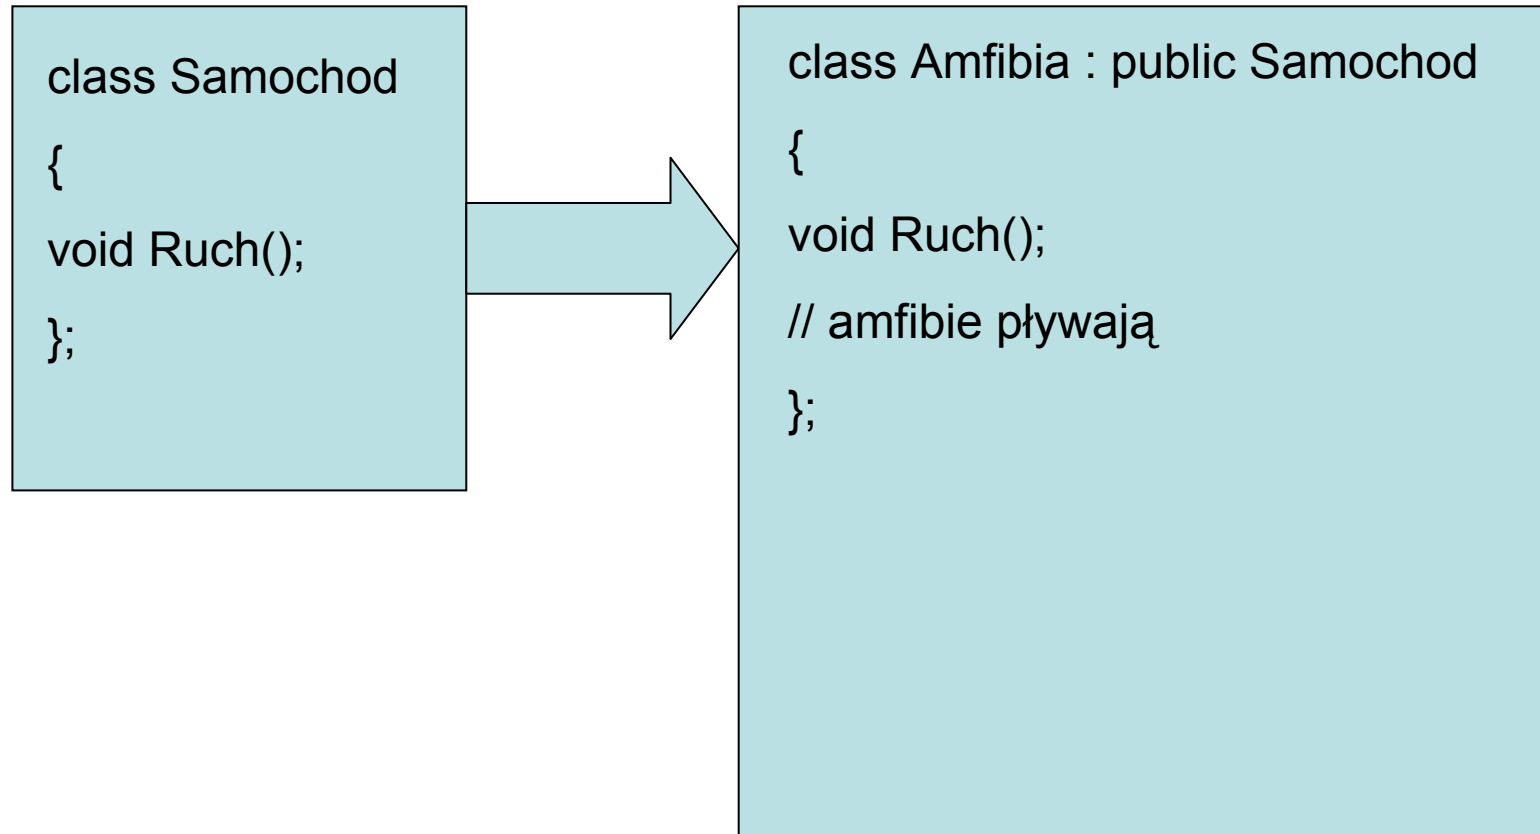 class Samochod
{
void Ruch();
};
class Amfibia : public Samochod
{
void Ruch();
// amfibie pływają
};